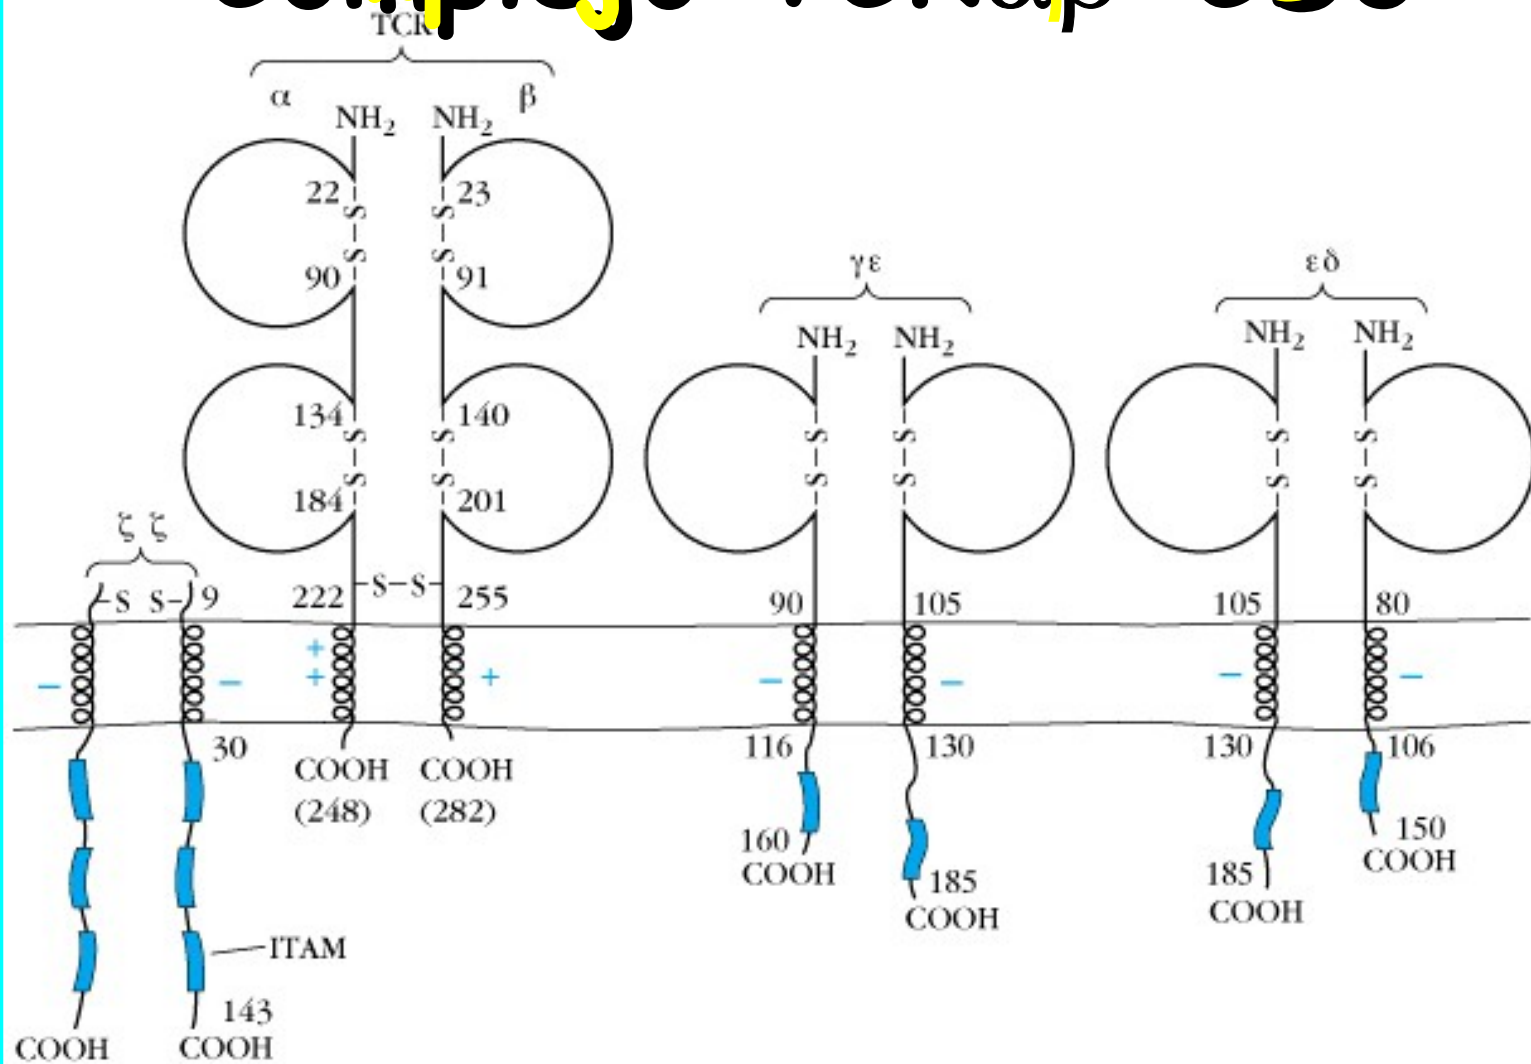 TCR
α β
NH₂ NH₂
22 S S 23
90 S S 91
134 S S 140
184 S S 201
222 -S-S- 255
+ + +
COOH COOH
(248) (282)
ζ ζ
-S S- 9
- -
30
ITAM
143
COOH COOH
γε
NH₂ NH₂
S S
S S
90 105
- -
116 130
160
COOH
185
COOH
εδ
NH₂ NH₂
S S
S S
105 80
- -
130 106
150
COOH
185
COOH